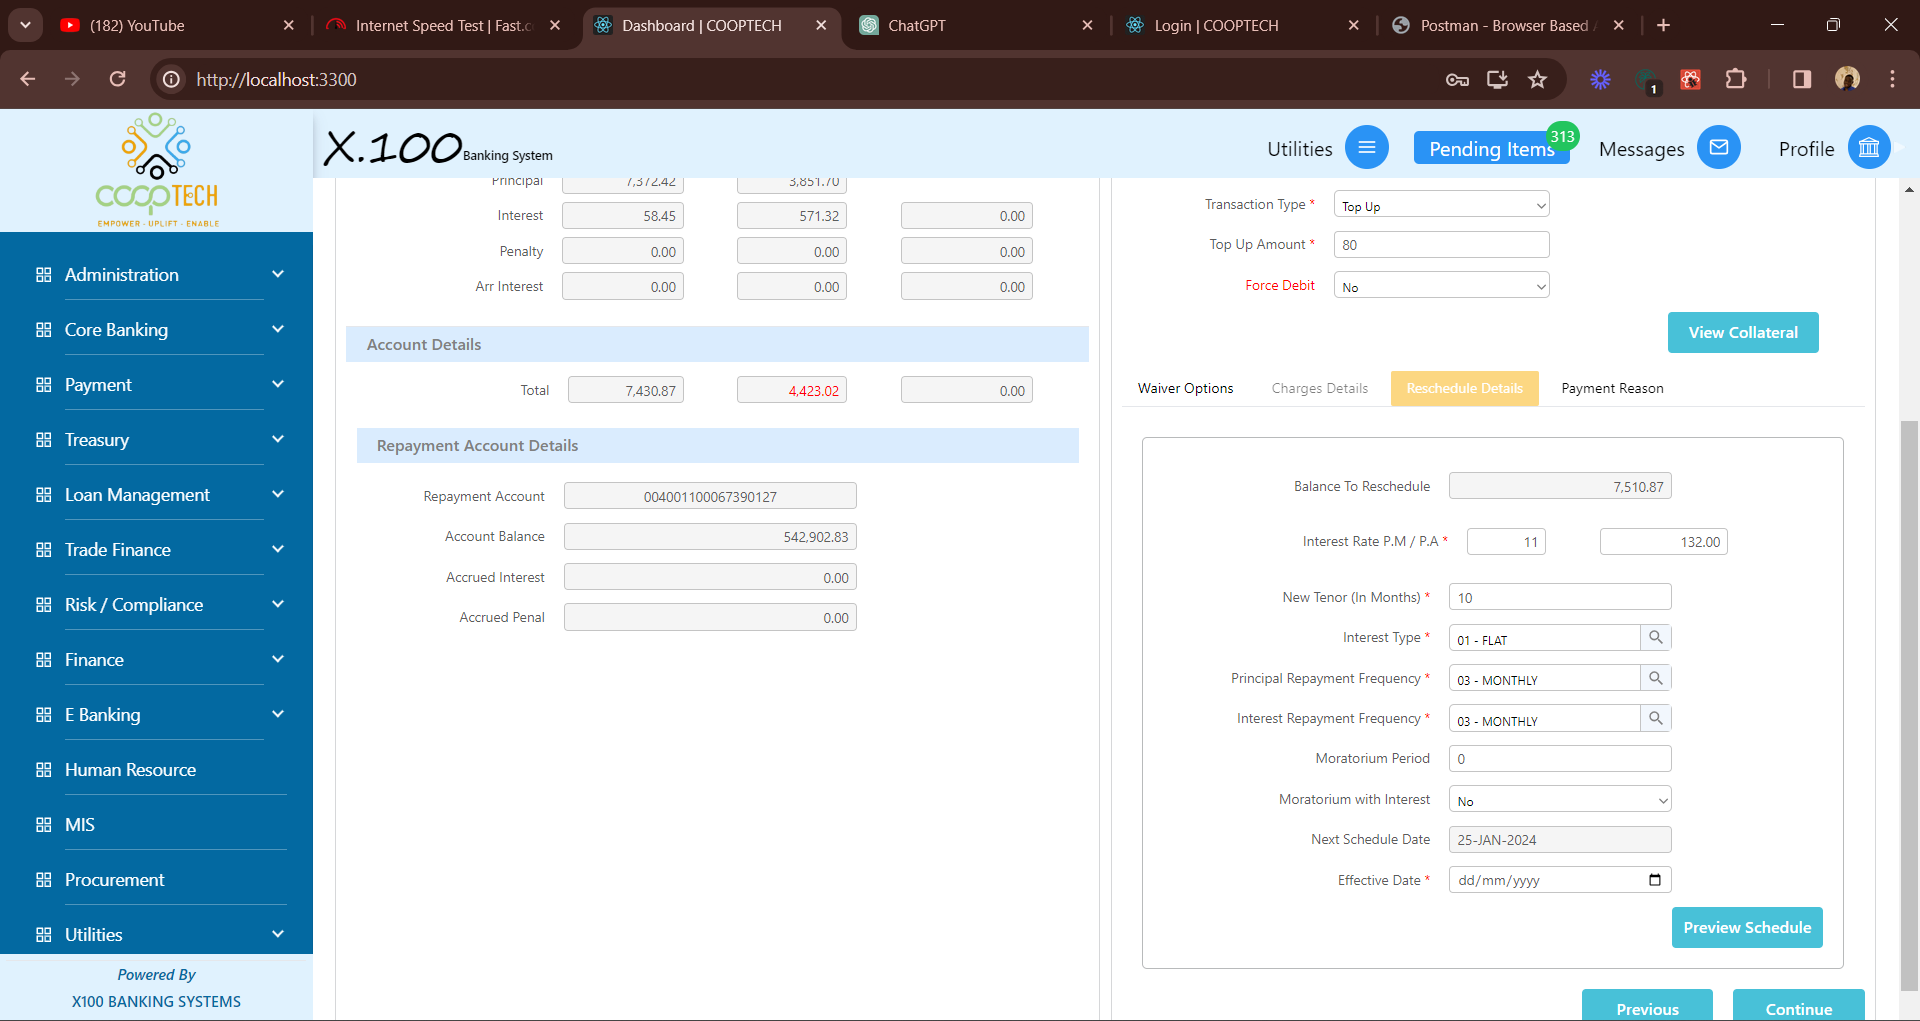 (182) YouTube
Internet Speed Test | Fast.c
Dashboard | COOPTECH
ChatGPT
Login | COOPTECH
Postman - Browser Based A
http://localhost:3300
1
COOPTECH
EMPOWER - UPLIFT - ENABLE
X.100 Banking System
Utilities
Pending Items
313
Messages
Profile
Administration
Core Banking
Payment
Treasury
Loan Management
Trade Finance
Risk / Compliance
Finance
E Banking
Human Resource
MIS
Procurement
Utilities
Powered By
X100 BANKING SYSTEMS
Principal 7,372.42 3,851.70
Interest 58.45 571.32 0.00
Penalty 0.00 0.00 0.00
Arr Interest 0.00 0.00 0.00
Account Details
Total 7,430.87 4,423.02 0.00
Repayment Account Details
Repayment Account 004001100067390127
Account Balance 542,902.83
Accrued Interest 0.00
Accrued Penal 0.00
Transaction Type * Top Up
Top Up Amount * 80
Force Debit No
View Collateral
Waiver Options Charges Details Reschedule Details Payment Reason
Balance To Reschedule 7,510.87
Interest Rate P.M / P.A * 11 132.00
New Tenor (In Months) * 10
Interest Type * 01 - FLAT
Principal Repayment Frequency * 03 - MONTHLY
Interest Repayment Frequency * 03 - MONTHLY
Moratorium Period 0
Moratorium with Interest No
Next Schedule Date 25-JAN-2024
Effective Date * dd/mm/yyyy
Preview Schedule
Previous Continue